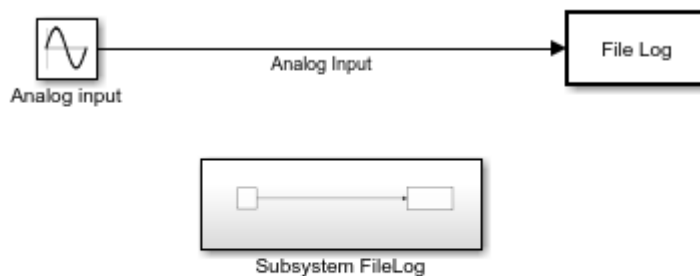 File Log
Analog Input
Analog input
Subsystem FileLog